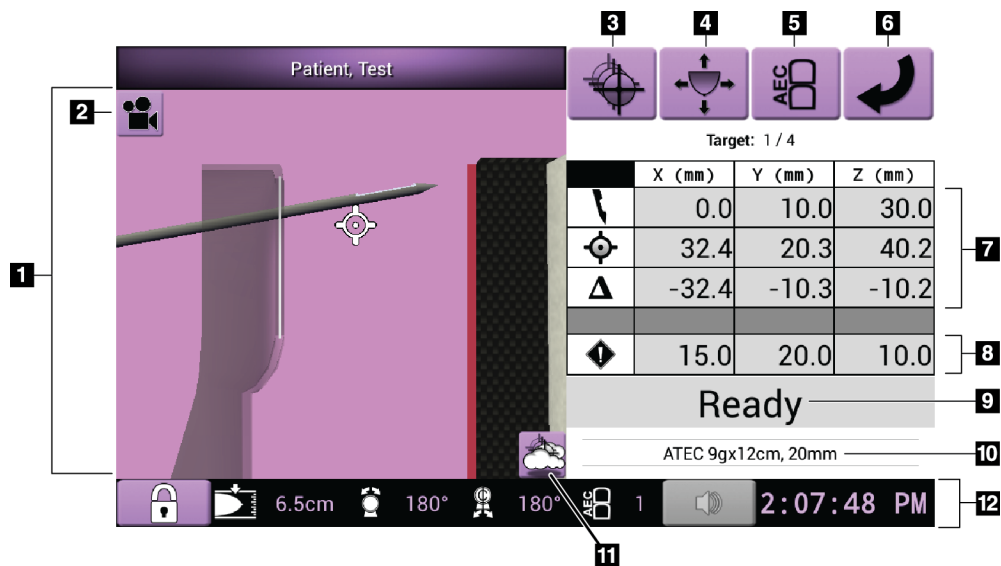 3 4 5 6
Patient, Test
AEC
1
2
Target: 1 / 4
X (mm) Y (mm) Z (mm)
0.0 10.0 30.0
32.4 20.3 40.2
Δ -32.4 -10.3 -10.2
7
! 15.0 20.0 10.0
8
Ready
9
ATEC 9gx12cm, 20mm
10
6.5cm 180° C 180° AEC 1 2:07:48 PM
12
11